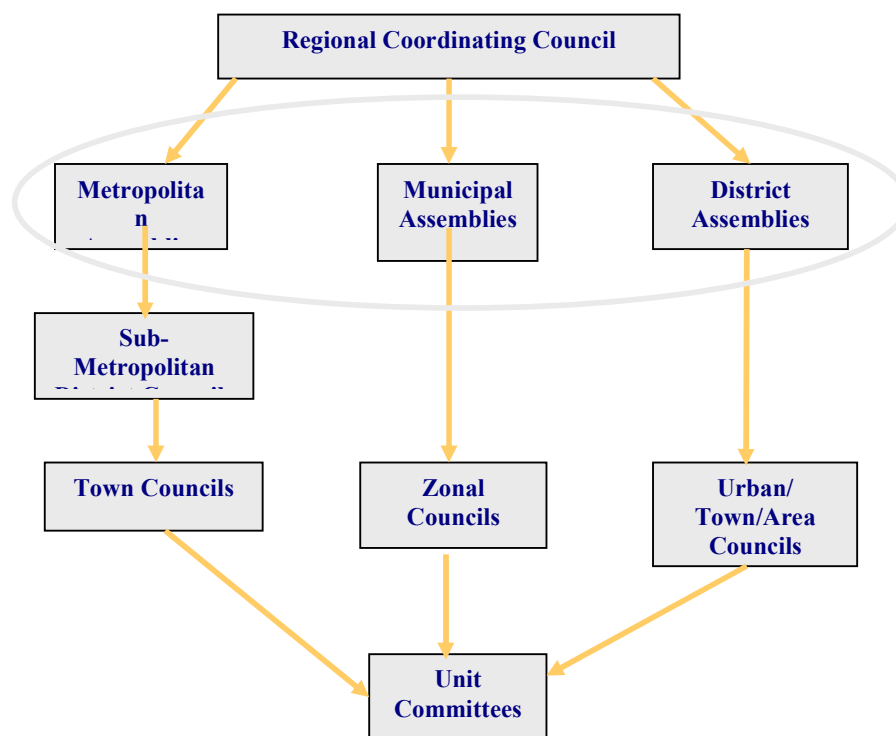 Regional Coordinating Council
Metropolita
n
Municipal
Assemblies
District
Assemblies
Sub-
Metropolitan
Town Councils
Zonal
Councils
Urban/
Town/Area
Councils
Unit
Committees